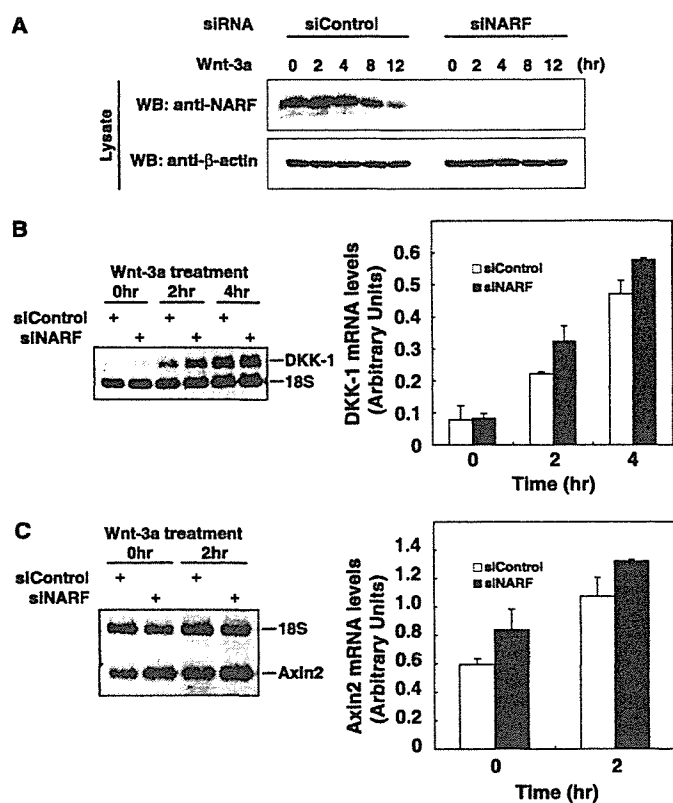 A
siRNA siControl siNARF
Wnt-3a 0 2 4 8 12 0 2 4 8 12 (hr)
Lysate
WB: anti-NARF
WB: anti-β-actin
B
Wnt-3a treatment
0hr 2hr 4hr
siControl + + +
siNARF + + +
DKK-1
18S
DKK-1 mRNA levels
(Arbitrary Units)
0.6
0.5
0.4
0.3
0.2
0.1
0
siControl
siNARF
0 2 4
Time (hr)
C
Wnt-3a treatment
0hr 2hr
siControl + +
siNARF + +
18S
Axin2
Axin2 mRNA levels
(Arbitrary Units)
1.4
1.2
1.0
0.8
0.6
0.4
0.2
0
siControl
siNARF
0 2
Time (hr)